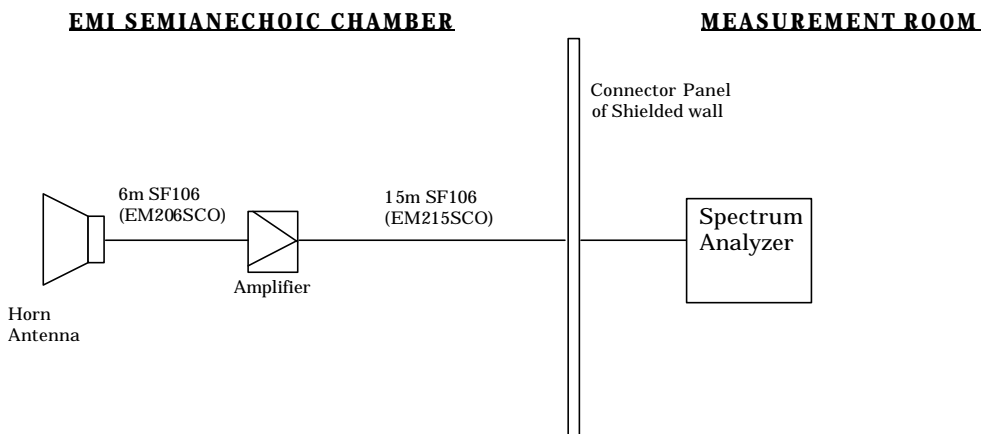 EMI SEMIANECHOIC CHAMBER
MEASUREMENT ROOM
Connector Panel
of Shielded wall
6m SF106
(EM206SCO)
15m SF106
(EM215SCO)
Spectrum
Analyzer
Amplifier
Horn
Antenna